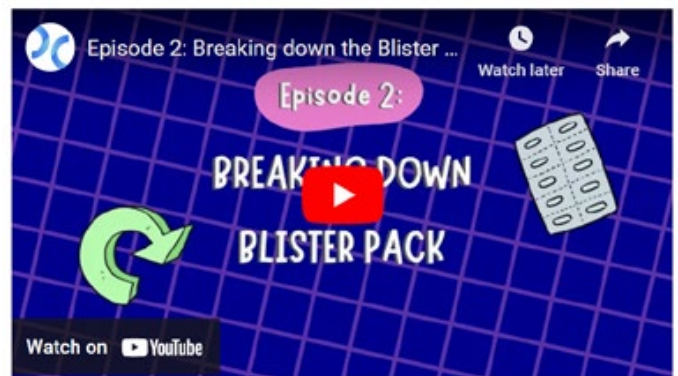 Episode 2: Breaking down the Blister ...
Watch later
Share
Episode 2:
BREAKING DOWN
BLISTER PACK
Watch on YouTube